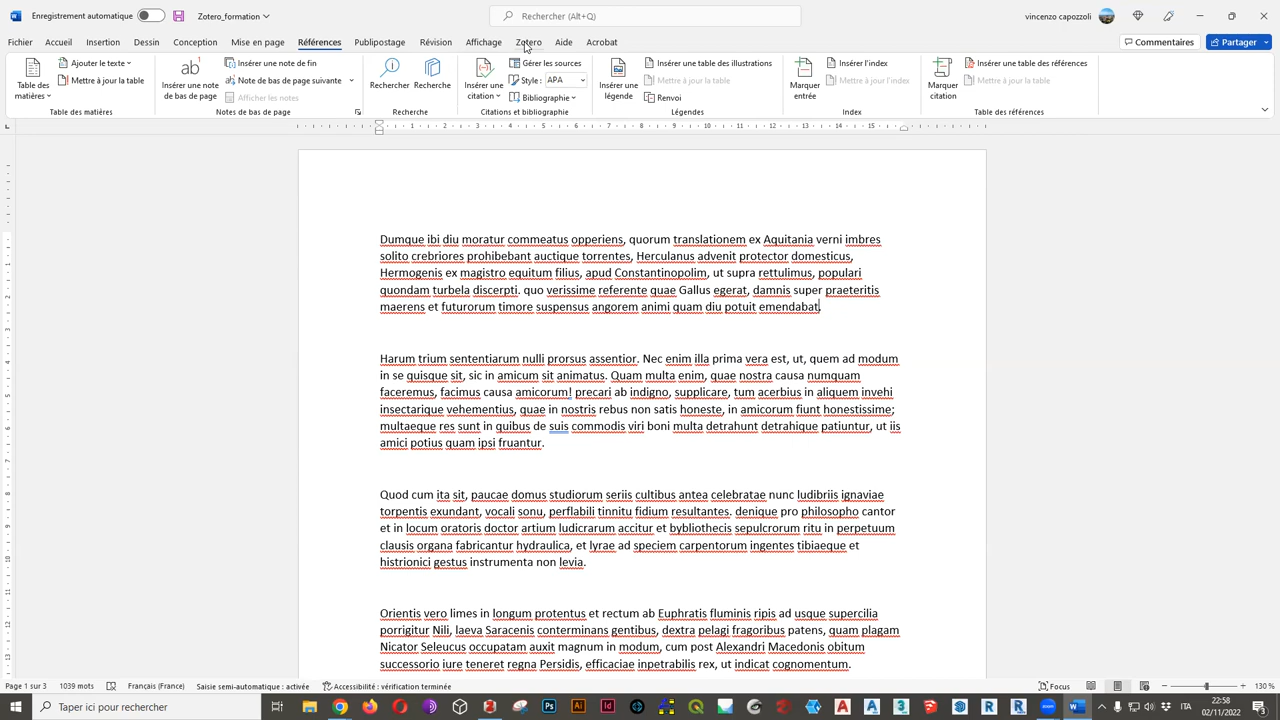 Enregistrement automatique
Zotero_formation
Rechercher (Alt+Q)
vincenzo capozzoli
Fichier Accueil Insertion Dessin Conception Mise en page Références Publipostage Révision Affichage Zotero Aide Acrobat
Commentaires
Partager
Table des matières
Ajouter le texte
Mettre à jour la table
Table des matières
Insérer une note de bas de page
ab
Insérer une note de fin
Note de bas de page suivante
Afficher les notes
Notes de bas de page
Rechercher
Recherche
Recherche
Insérer une citation
Gérer les sources
Style : APA
Bibliographie
Citations et bibliographie
Insérer une légende
Insérer une table des illustrations
Mettre à jour la table
Renvoi
Légendes
Marquer entrée
Insérer l'index
Mettre à jour l'index
Index
Marquer citation
Insérer une table des références
Mettre à jour la table
Table des références
1 2 3 4 5 6 7 8 9 10 11 12 13 14 15
Dumque ibi diu moratur commeatus opperiens, quorum translationem ex Aquitania verni imbres
solito crebriores prohibebant auctique torrentes, Herculanus advenit protector domesticus,
Hermogenis ex magistro equitum filius, apud Constantinopolim, ut supra rettulimus, populari
quondam turbela discerpti. quo verissime referente quae Gallus egerat, damnis super praeteritis
maerens et futurorum timore suspensus angorem animi quam diu potuit emendabat.
Harum trium sententiarum nulli prorsus assentior. Nec enim illa prima vera est, ut, quem ad modum
in se quisque sit, sic in amicum sit animatus. Quam multa enim, quae nostra causa numquam
faceremus, facimus causa amicorum! precari ab indigno, supplicare, tum acerbius in aliquem invehi
insectarique vehementius, quae in nostris rebus non satis honeste, in amicorum fiunt honestissime;
multaeque res sunt in quibus de suis commodis viri boni multa detrahunt detrahique patiuntur, ut iis
amici potius quam ipsi fruantur.
Quod cum ita sit, paucae domus studiorum seriis cultibus antea celebratae nunc ludibriis ignaviae
torpentis exundant, vocali sonu, perflabili tinnitu fidium resultantes. denique pro philosopho cantor
et in locum oratoris doctor artium ludicrarum accitur et bybliothecis sepulcrorum ritu in perpetuum
clausis organa fabricantur hydraulica, et lyrae ad speciem carpentorum ingentes tibiaeque et
histrionici gestus instrumenta non levia.
Orientis vero limes in longum protentus et rectum ab Euphratis fluminis ripis ad usque supercilia
porrigitur Nili, laeva Saracenis conterminans gentibus, dextra pelagi fragoribus patens, quam plagam
Nicator Seleucus occupatam auxit magnum in modum, cum post Alexandri Macedonis obitum
successorio iure teneret regna Persidis, efficaciae inpetrabilis rex, ut indicat cognomentum.
Page 1 sur 3 1039 mots Français (France) Saisie semi-automatique : activée Accessibilité : vérification terminée
Focus
130 %
Taper ici pour rechercher
ITA
22:58
02/11/2022